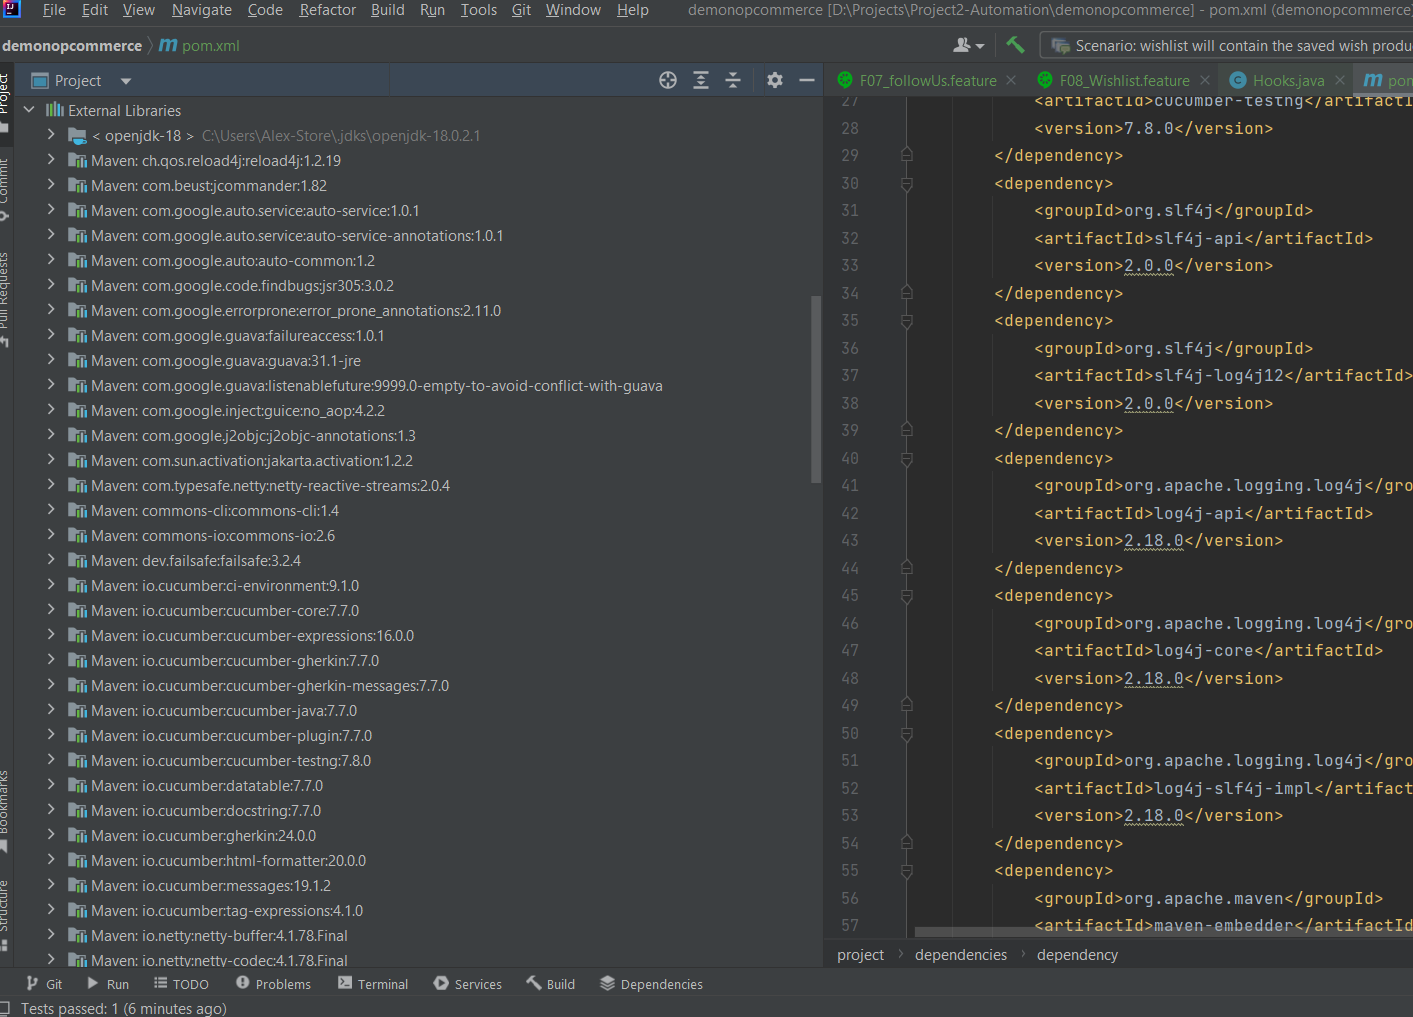 File Edit View Navigate Code Refactor Build Run Tools Git Window Help demonopcommerce [D:\Projects\Project2-Automation\demonopcommerce] - pom.xml (demonopcommerce)
demonopcommerce pom.xml Scenario: wishlist will contain the saved wish produ
Project
F07_followUs.feature F08_Wishlist.feature Hooks.java pom
Project
Commit
Pull Requests
Bookmarks
Structure
External Libraries
< openjdk-18 > C:\Users\Alex-Store\.jdks\openjdk-18.0.2.1
Maven: ch.qos.reload4j:reload4j:1.2.19
Maven: com.beust:jcommander:1.82
Maven: com.google.auto.service:auto-service:1.0.1
Maven: com.google.auto.service:auto-service-annotations:1.0.1
Maven: com.google.auto:auto-common:1.2
Maven: com.google.code.findbugs:jsr305:3.0.2
Maven: com.google.errorprone:error_prone_annotations:2.11.0
Maven: com.google.guava:failureaccess:1.0.1
Maven: com.google.guava:guava:31.1-jre
Maven: com.google.guava:listenablefuture:9999.0-empty-to-avoid-conflict-with-guava
Maven: com.google.inject:guice:no_aop:4.2.2
Maven: com.google.j2objc:j2objc-annotations:1.3
Maven: com.sun.activation:jakarta.activation:1.2.2
Maven: com.typesafe.netty:netty-reactive-streams:2.0.4
Maven: commons-cli:commons-cli:1.4
Maven: commons-io:commons-io:2.6
Maven: dev.failsafe:failsafe:3.2.4
Maven: io.cucumber:ci-environment:9.1.0
Maven: io.cucumber:cucumber-core:7.7.0
Maven: io.cucumber:cucumber-expressions:16.0.0
Maven: io.cucumber:cucumber-gherkin:7.7.0
Maven: io.cucumber:cucumber-gherkin-messages:7.7.0
Maven: io.cucumber:cucumber-java:7.7.0
Maven: io.cucumber:cucumber-plugin:7.7.0
Maven: io.cucumber:cucumber-testng:7.8.0
Maven: io.cucumber:datatable:7.7.0
Maven: io.cucumber:docstring:7.7.0
Maven: io.cucumber:gherkin:24.0.0
Maven: io.cucumber:html-formatter:20.0.0
Maven: io.cucumber:messages:19.1.2
Maven: io.cucumber:tag-expressions:4.1.0
Maven: io.netty:netty-buffer:4.1.78.Final
Maven: io.netty:netty-codec:4.1.78.Final
27 <artifactId>cucumber-testng</artifactI
28 <version>7.8.0</version>
29 </dependency>
30 <dependency>
31 <groupId>org.slf4j</groupId>
32 <artifactId>slf4j-api</artifactId>
33 <version>2.0.0</version>
34 </dependency>
35 <dependency>
36 <groupId>org.slf4j</groupId>
37 <artifactId>slf4j-log4j12</artifactId>
38 <version>2.0.0</version>
39 </dependency>
40 <dependency>
41 <groupId>org.apache.logging.log4j</gro
42 <artifactId>log4j-api</artifactId>
43 <version>2.18.0</version>
44 </dependency>
45 <dependency>
46 <groupId>org.apache.logging.log4j</gro
47 <artifactId>log4j-core</artifactId>
48 <version>2.18.0</version>
49 </dependency>
50 <dependency>
51 <groupId>org.apache.logging.log4j</gro
52 <artifactId>log4j-slf4j-impl</artifact
53 <version>2.18.0</version>
54 </dependency>
55 <dependency>
56 <groupId>org.apache.maven</groupId>
57 <artifactId>maven-embedder</artifactId
project dependencies dependency
Git Run TODO Problems Terminal Services Build Dependencies
Tests passed: 1 (6 minutes ago)